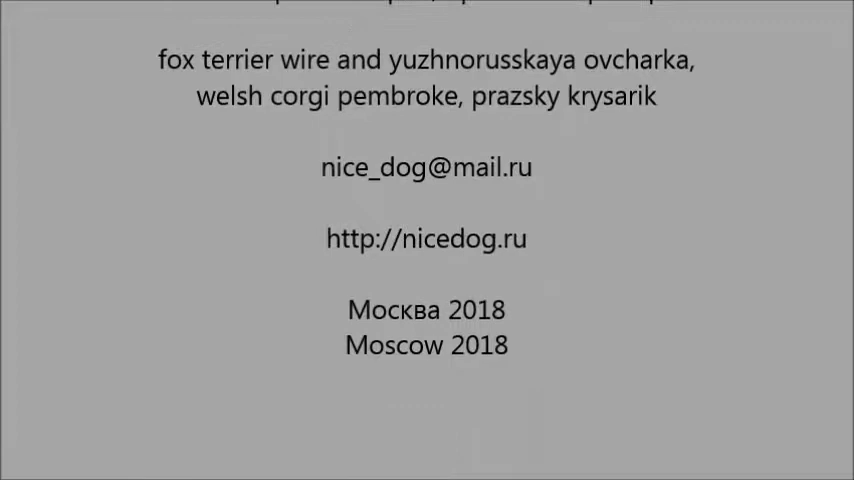 fox terrier wire and yuzhnorusskaya ovcharka,
welsh corgi pembroke, prazsky krysarik
nice_dog@mail.ru
http://nicedog.ru
Москва 2018
Moscow 2018